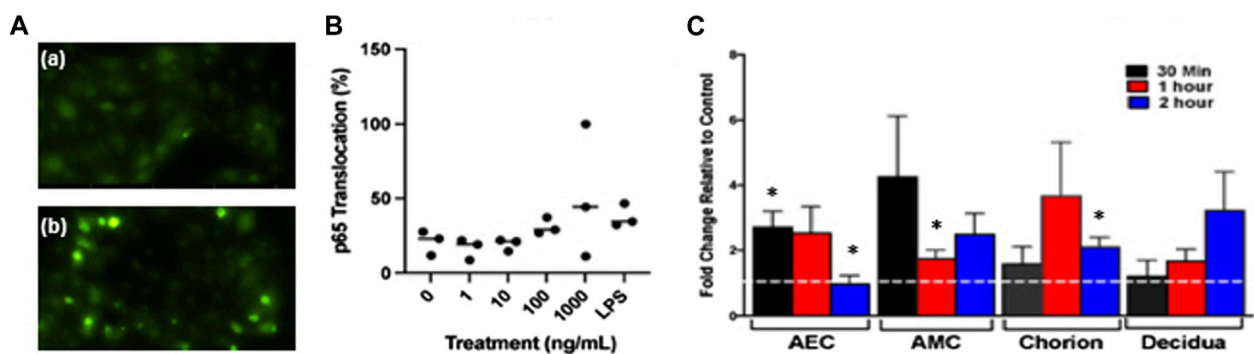 A
(a)
(b)
B
p65 Translocation (%)
150
100
50
0
0
1
10
100
1000
LPS
Treatment (ng/mL)
C
Fold Change Relative to Control
8
6
4
2
0
30 Min
1 hour
2 hour
*
*
*
*
AEC
AMC
Chorion
Decidua